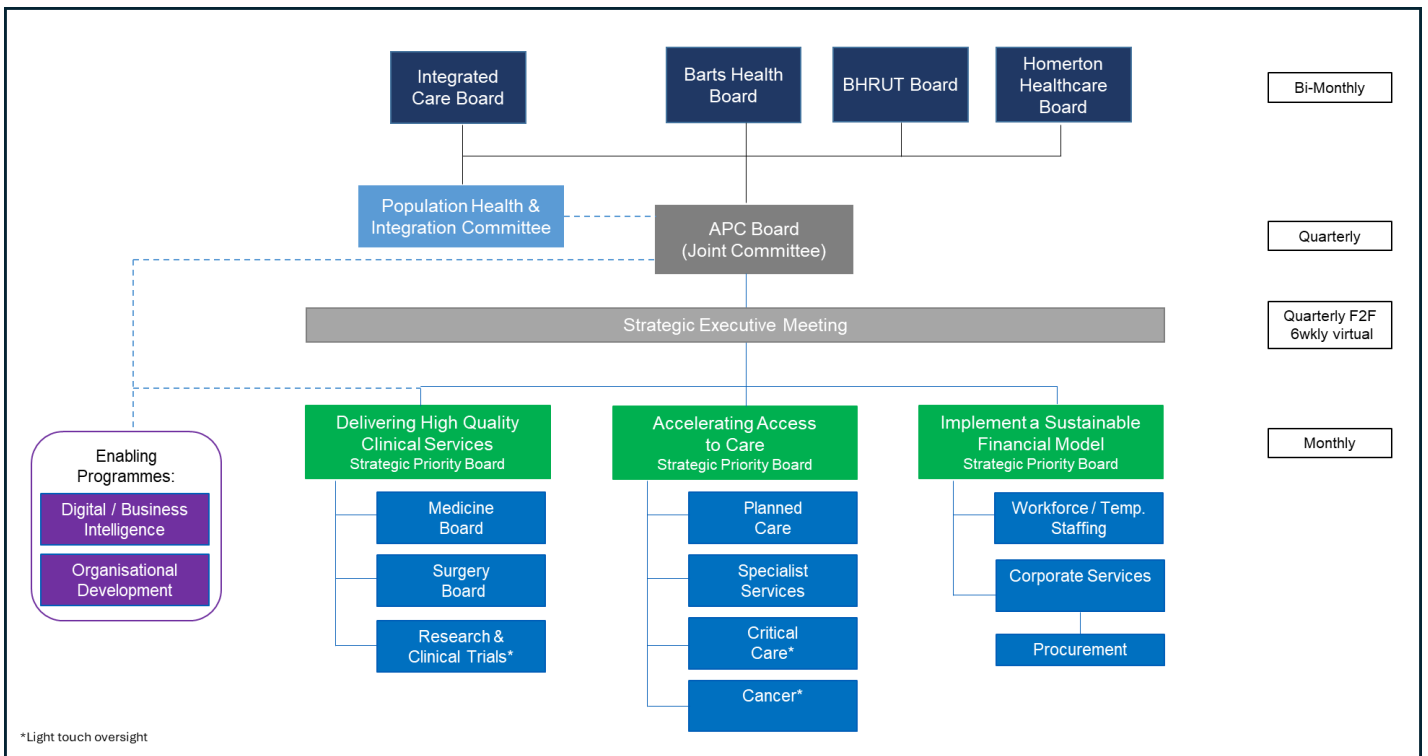 Integrated
Care Board
Barts Health
Board
BHRUT Board
Homerton
Healthcare
Board
Bi-Monthly
Population Health &
Integration Committee
APC Board
(Joint Committee)
Quarterly
Strategic Executive Meeting
Quarterly F2F
6wkly virtual
Delivering High Quality
Clinical Services
Strategic Priority Board
Accelerating Access
to Care
Strategic Priority Board
Implement a Sustainable
Financial Model
Strategic Priority Board
Monthly
Enabling
Programmes:
Digital / Business
Intelligence
Organisational
Development
Medicine
Board
Surgery
Board
Research &
Clinical Trials*
Planned
Care
Specialist
Services
Critical
Care*
Cancer*
Workforce / Temp.
Staffing
Corporate Services
Procurement
*Light touch oversight